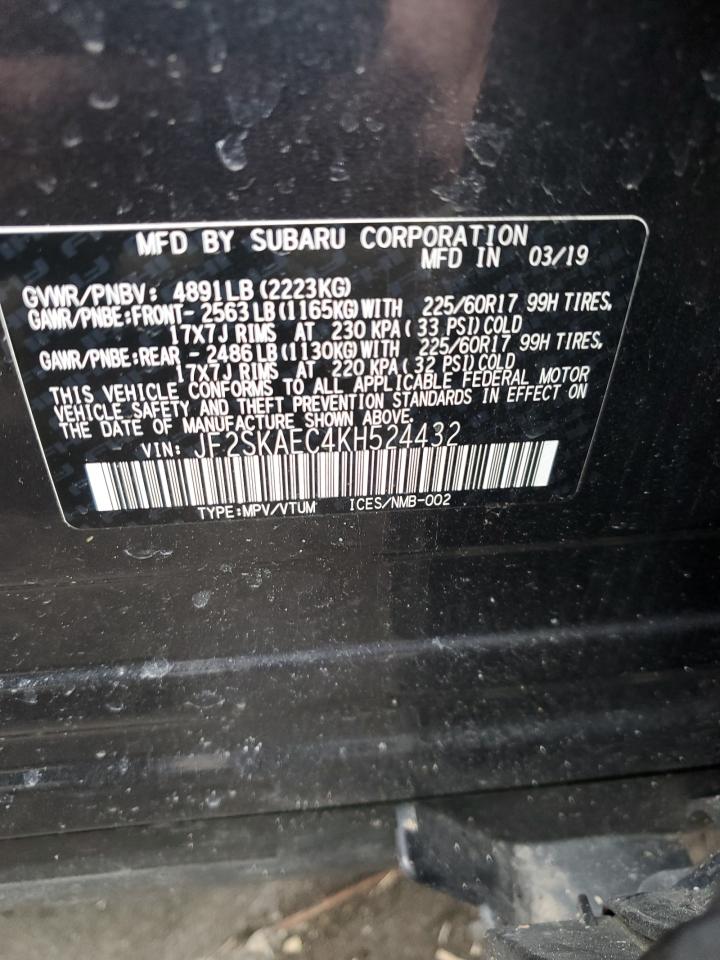 MFD BY SUBARU CORPORATION
MFD IN 03/19
GVWR/PNBV: 4891LB (2223KG)
GAWR/PNBE:FRONT- 2563LB(1165KG)WITH 225/60R17 99H TIRES,
17X7J RIMS AT 230 KPA( 33 PSI)COLD
GAWR/PNBE:REAR - 2486LB(1130KG)WITH 225/60R17 99H TIRES,
17X7J RIMS AT 220 KPA( 32 PSI)COLD
THIS VEHICLE CONFORMS TO ALL APPLICABLE FEDERAL MOTOR
VEHICLE SAFETY AND THEFT PREVENTION STANDARDS IN EFFECT ON
THE DATE OF MANUFACTURE SHOWN ABOVE.
VIN: JF2SKAEC4KH524432
TYPE:MPV/VTUM ICES/NMB-002